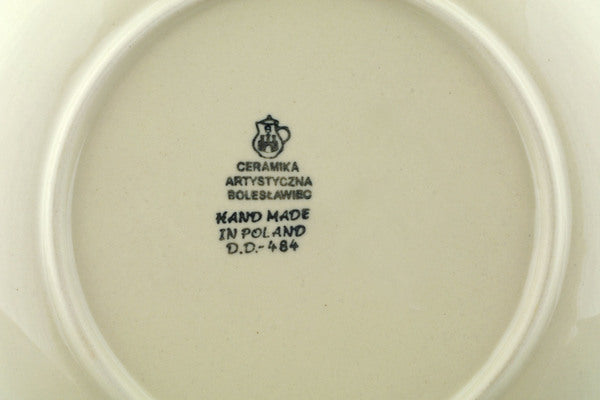 CERAMIKA
ARTYSTYCZNA
BOLESŁAWIEC
HAND MADE
IN POLAND
D.D.-484